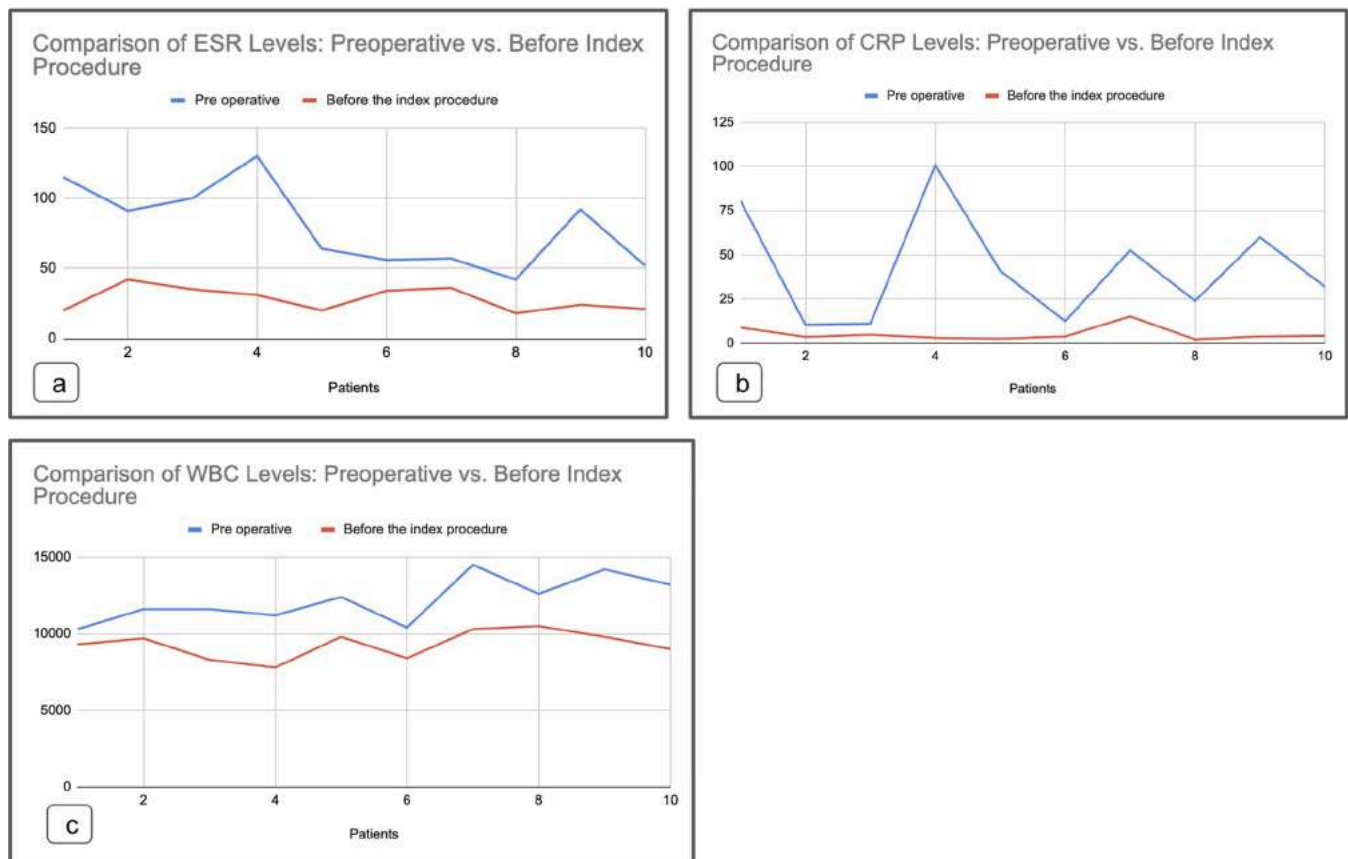 Comparison of ESR Levels: Preoperative vs. Before Index
Procedure
Pre operative Before the index procedure
150
100
50
0
2 4 6 8 10
Patients
a
Comparison of CRP Levels: Preoperative vs. Before Index
Procedure
Pre operative Before the index procedure
125
100
75
50
25
0
2 4 6 8 10
Patients
b
Comparison of WBC Levels: Preoperative vs. Before Index
Procedure
Pre operative Before the index procedure
15000
10000
5000
0
2 4 6 8 10
Patients
c